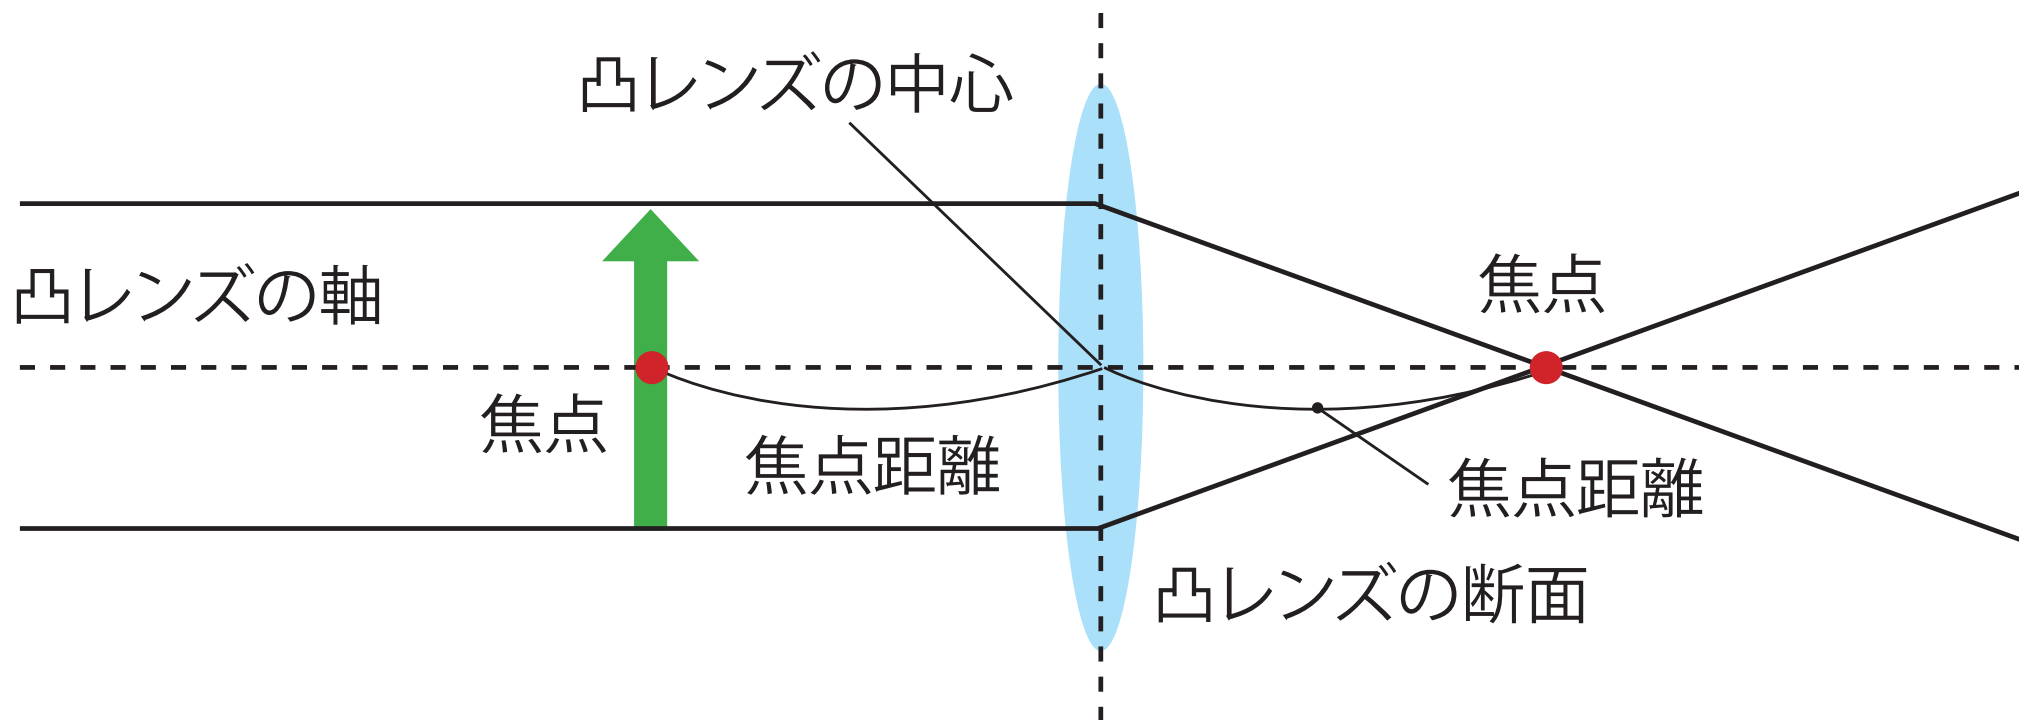 凸レンズの中心
凸レンズの軸
焦点
焦点
焦点距離
焦点距離
凸レンズの断面